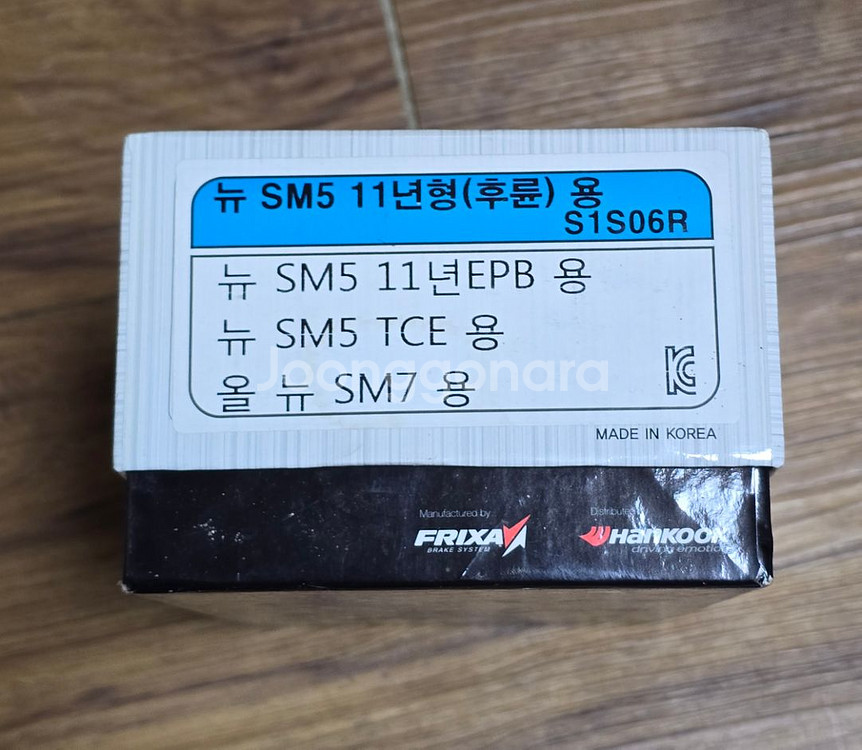 뉴 SM5 11년형(후륜) 용
S1S06R
뉴 SM5 11년EPB 용
뉴 SM5 TCE 용
올 뉴 SM7 용
Joonggonara
KC
MADE IN KOREA
Manufactured by
FRIXA
BRAKE SYSTEM
HANKOOK
driving emotion